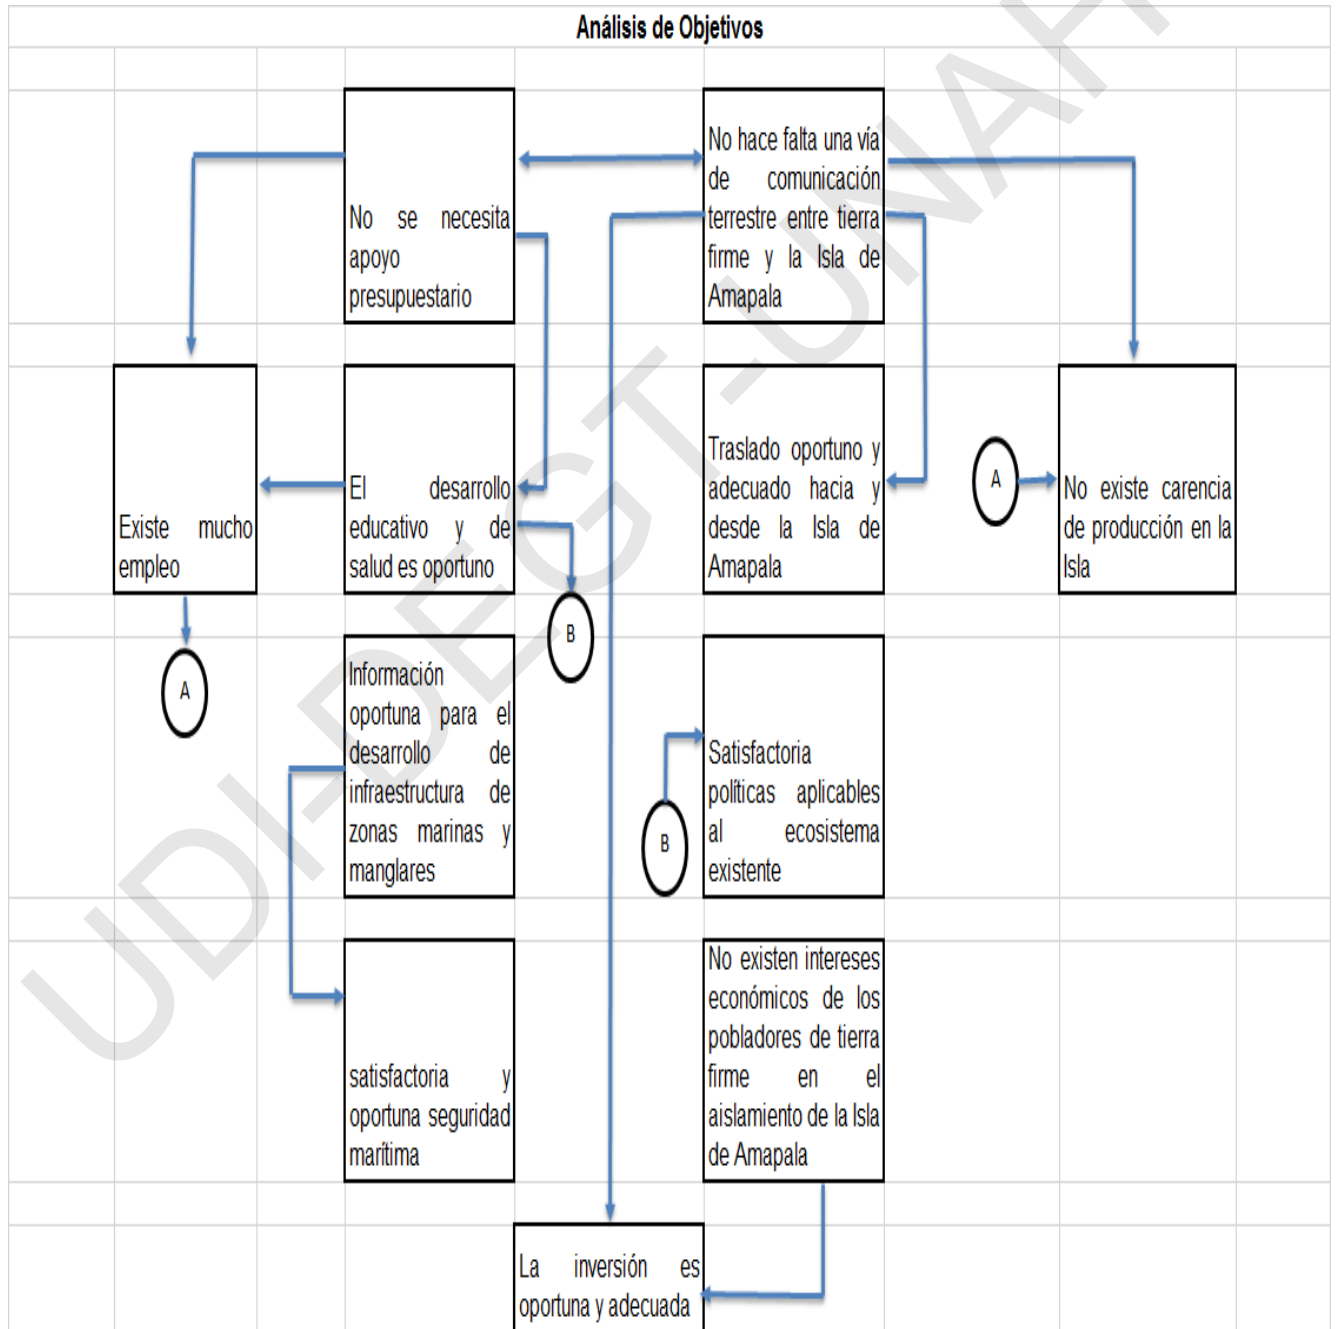 Análisis de Objetivos
No se necesita
apoyo
presupuestario
No hace falta una vía
de comunicación
terrestre entre tierra
firme y la Isla de
Amapala
Existe mucho
empleo
El desarrollo
educativo y de
salud es oportuno
Traslado oportuno y
adecuado hacia y
desde la Isla de
Amapala
A
No existe carencia
de producción en la
Isla
A
B
Información
oportuna para el
desarrollo de
infraestructura de
zonas marinas y
manglares
B
Satisfactoria
políticas aplicables
al ecosistema
existente
satisfactoria y
oportuna seguridad
marítima
No existen intereses
económicos de los
pobladores de tierra
firme en el
aislamiento de la Isla
de Amapala
La inversión es
oportuna y adecuada
UDI-DEGT-UNAH